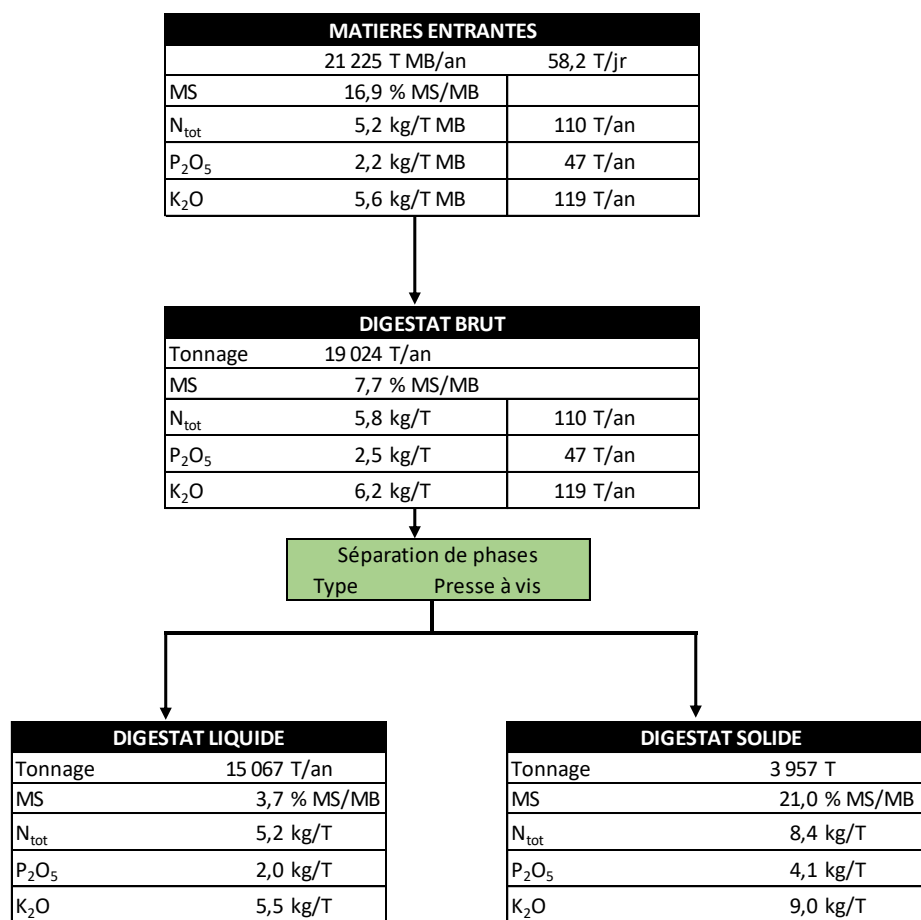 MATIERES ENTRANTES
21 225 T MB/an 58,2 T/jr
MS 16,9 % MS/MB
Ntot 5,2 kg/T MB 110 T/an
P2O5 2,2 kg/T MB 47 T/an
K2O 5,6 kg/T MB 119 T/an
DIGESTAT BRUT
Tonnage 19 024 T/an
MS 7,7 % MS/MB
Ntot 5,8 kg/T 110 T/an
P2O5 2,5 kg/T 47 T/an
K2O 6,2 kg/T 119 T/an
Séparation de phases
Type Presse à vis
DIGESTAT LIQUIDE
Tonnage 15 067 T/an
MS 3,7 % MS/MB
Ntot 5,2 kg/T
P2O5 2,0 kg/T
K2O 5,5 kg/T
DIGESTAT SOLIDE
Tonnage 3 957 T
MS 21,0 % MS/MB
Ntot 8,4 kg/T
P2O5 4,1 kg/T
K2O 9,0 kg/T